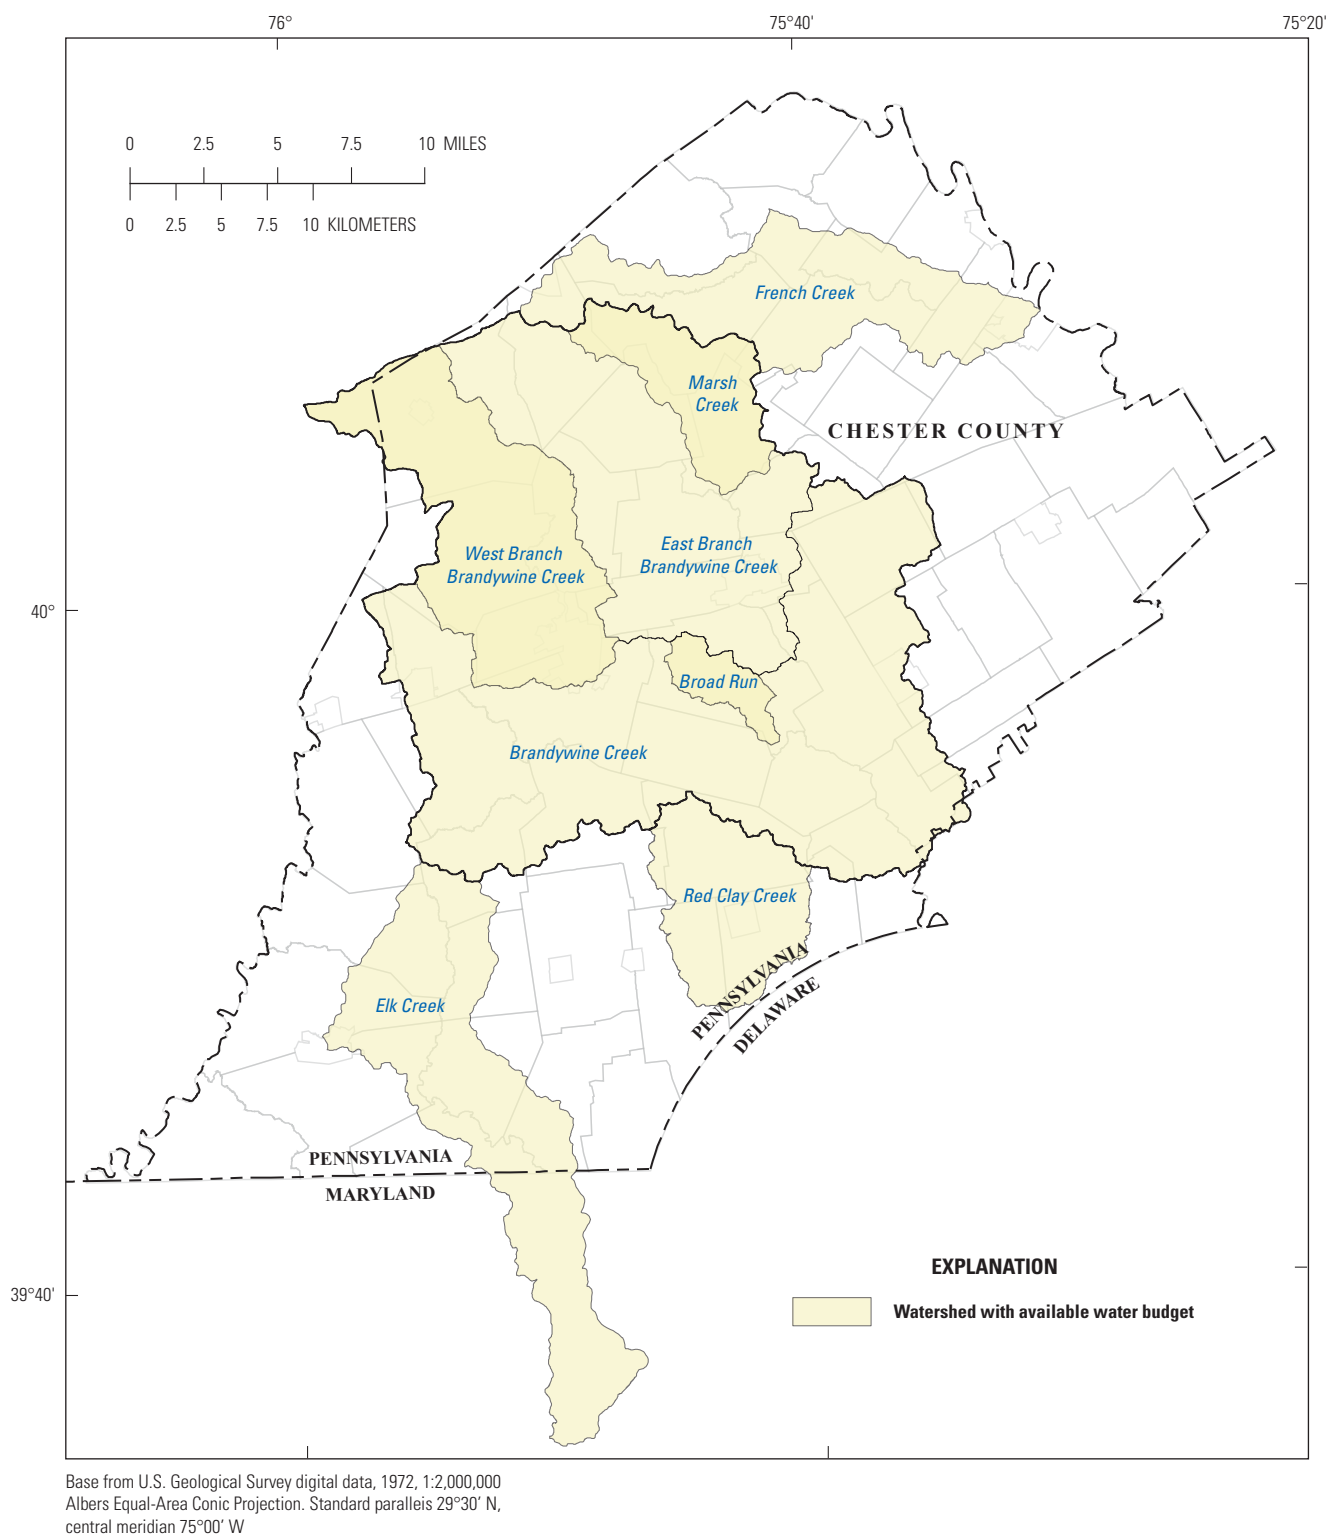 76°
75°40'
75°20'
0 2.5 5 7.5 10 MILES
0 2.5 5 7.5 10 KILOMETERS
French Creek
Marsh
Creek
CHESTER COUNTY
West Branch
Brandywine Creek
East Branch
Brandywine Creek
40°
Broad Run
Brandywine Creek
Red Clay Creek
PENNSYLVANIA
DELAWARE
Elk Creek
PENNSYLVANIA
MARYLAND
EXPLANATION
39°40'
Watershed with available water budget
Base from U.S. Geological Survey digital data, 1972, 1:2,000,000
Albers Equal-Area Conic Projection. Standard paralleis 29°30′ N,
central meridian 75°00′ W